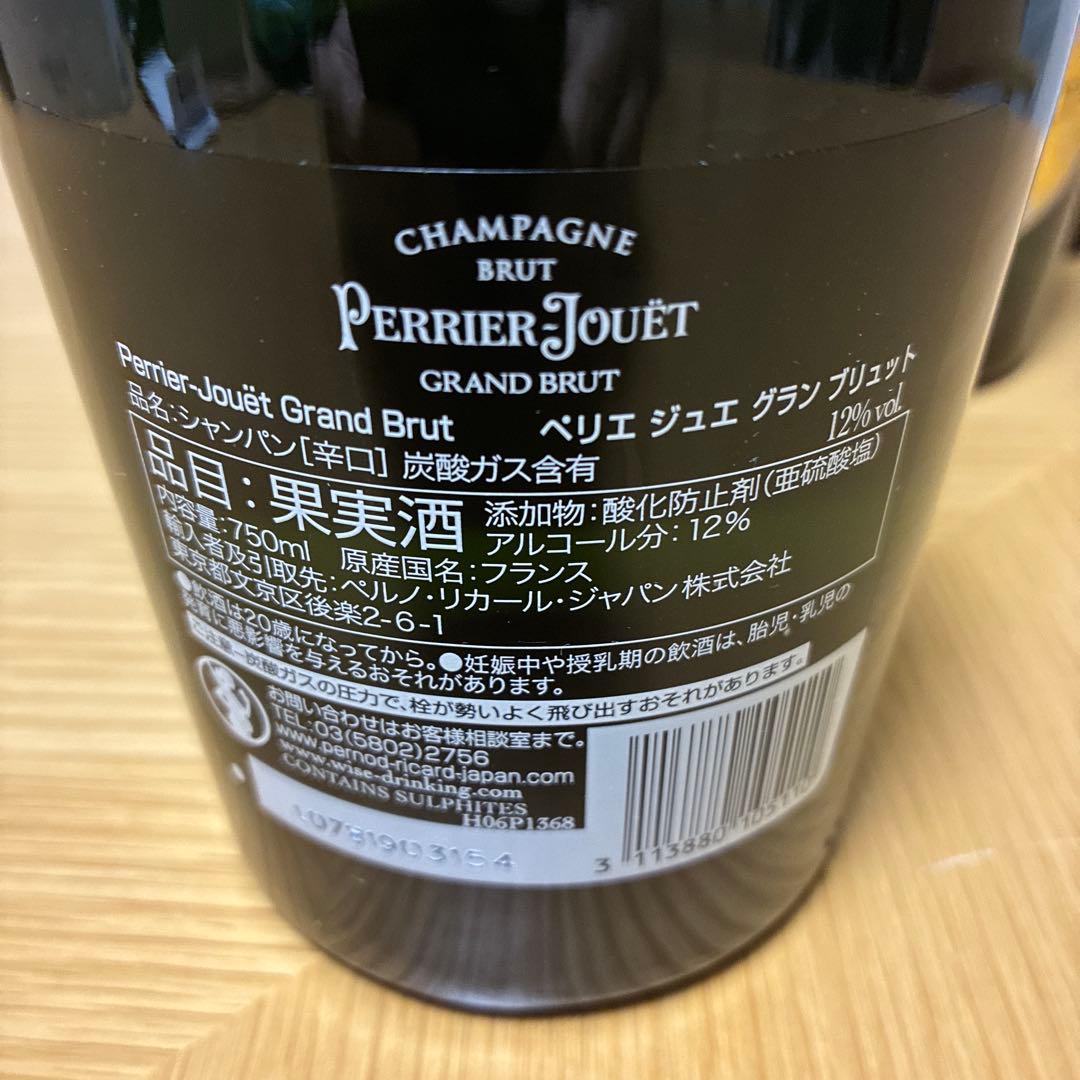 CHAMPAGNE
BRUT
PERRIER-JOUËT
GRAND BRUT
Perrier-Jouët Grand Brut ペリエ ジュエ グラン ブリュット
品名:シャンパン[辛口] 炭酸ガス含有 12% vol.
品目:果実酒 添加物:酸化防止剤(亜硫酸塩)
アルコール分:12%
内容量:750ml 原産国名:フランス
輸入者及引取先:ペルノ・リカール・ジャパン株式会社
東京都文京区後楽2-6-1
●飲酒は20歳になってから。●妊娠中や授乳期の飲酒は、胎児・乳児の
発育に悪影響を与えるおそれがあります。
ご注意…炭酸ガスの圧力で、栓が勢いよく飛び出すおそれがあります。
お問い合わせはお客様相談室まで。
TEL:03(5802)2756
www.pernod-ricard-japan.com
www.wise-drinking.com
CONTAINS SULPHITES
H06P1368
L0781903154
3 113880 105110